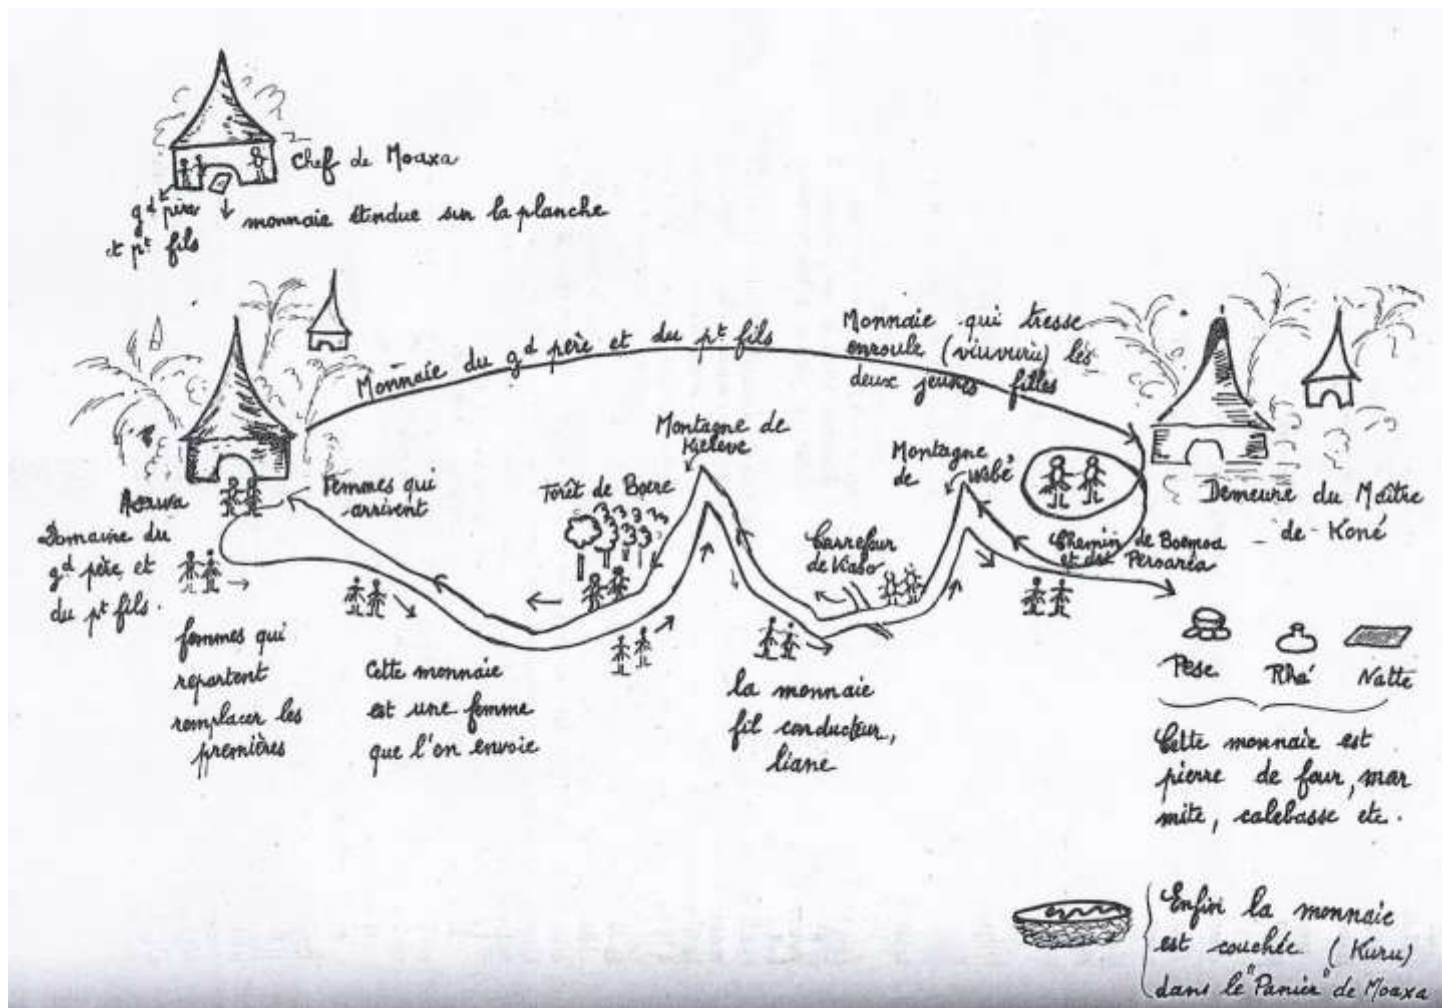 Chef de Moaxa
gd père
et pt fils
monnaie étendue sur la planche
Monnaie du gd père et du pt fils
Monnaie qui tresse
enroule (viuvuru) les
deux jeunes filles
Montagne de
Kieleve
Montagne
de Wabé
Femmes qui
arrivent
Forêt de Boere
Domaine du
gd père et
du pt fils.
Carrefour
de Viaso
Chemin de Boemoa
et de Peroarea
Demeure du Maître
de Koné
femmes qui
repartent
remplacer les
premières
Cette monnaie
est une femme
que l'on envoie
la monnaie
fil conducteur,
liane
Pese
Rhá
Natte
Cette monnaie est
pierre de four, mar
mite, calebasse etc.
Enfin la monnaie
est couchée (Kuru)
dans le "Panier" de Moaxa